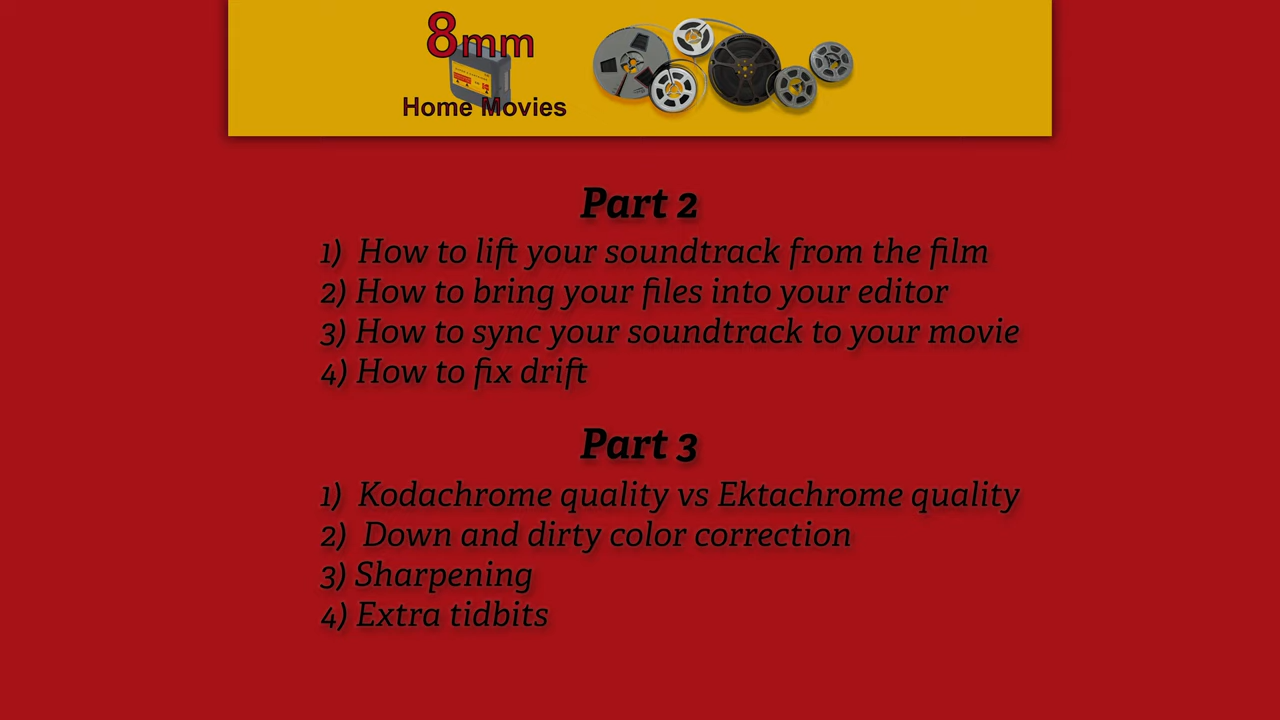 8mm
Home Movies
Part 2
1) How to lift your soundtrack from the film
2) How to bring your files into your editor
3) How to sync your soundtrack to your movie
4) How to fix drift
Part 3
1) Kodachrome quality vs Ektachrome quality
2) Down and dirty color correction
3) Sharpening
4) Extra tidbits